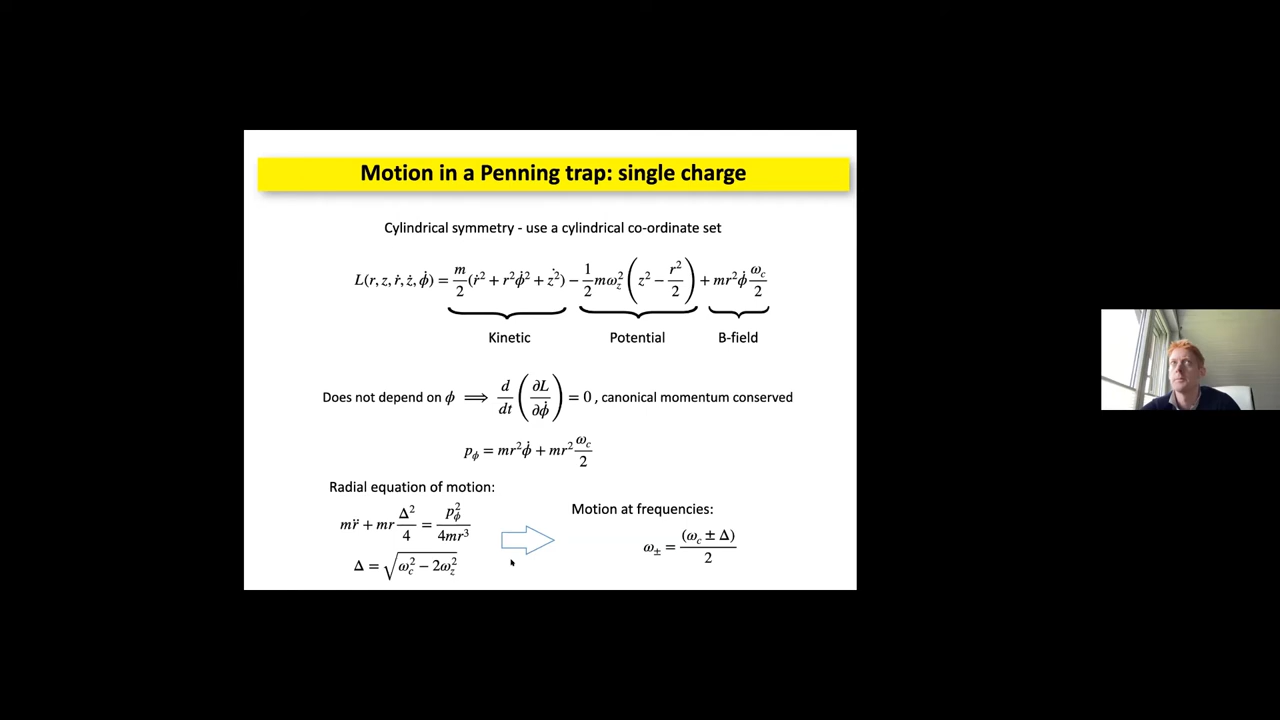 Motion in a Penning trap: single charge
Cylindrical symmetry - use a cylindrical co-ordinate set
L(r, z, ṙ, ż, ϕ̇) = m/2 (ṙ² + r²ϕ̇² + ż²) − 1/2 mω_z² (z² − r²/2) + mr²ϕ̇ ω_c/2
Kinetic Potential B-field
Does not depend on ϕ ⟹ d/dt (∂L/∂ϕ̇) = 0 , canonical momentum conserved
p_ϕ = mr²ϕ̇ + mr² ω_c/2
Radial equation of motion:
mr̈ + mr Δ²/4 = p_ϕ²/4mr³
Δ = √(ω_c² − 2ω_z²)
Motion at frequencies:
ω_± = (ω_c ± Δ)/2